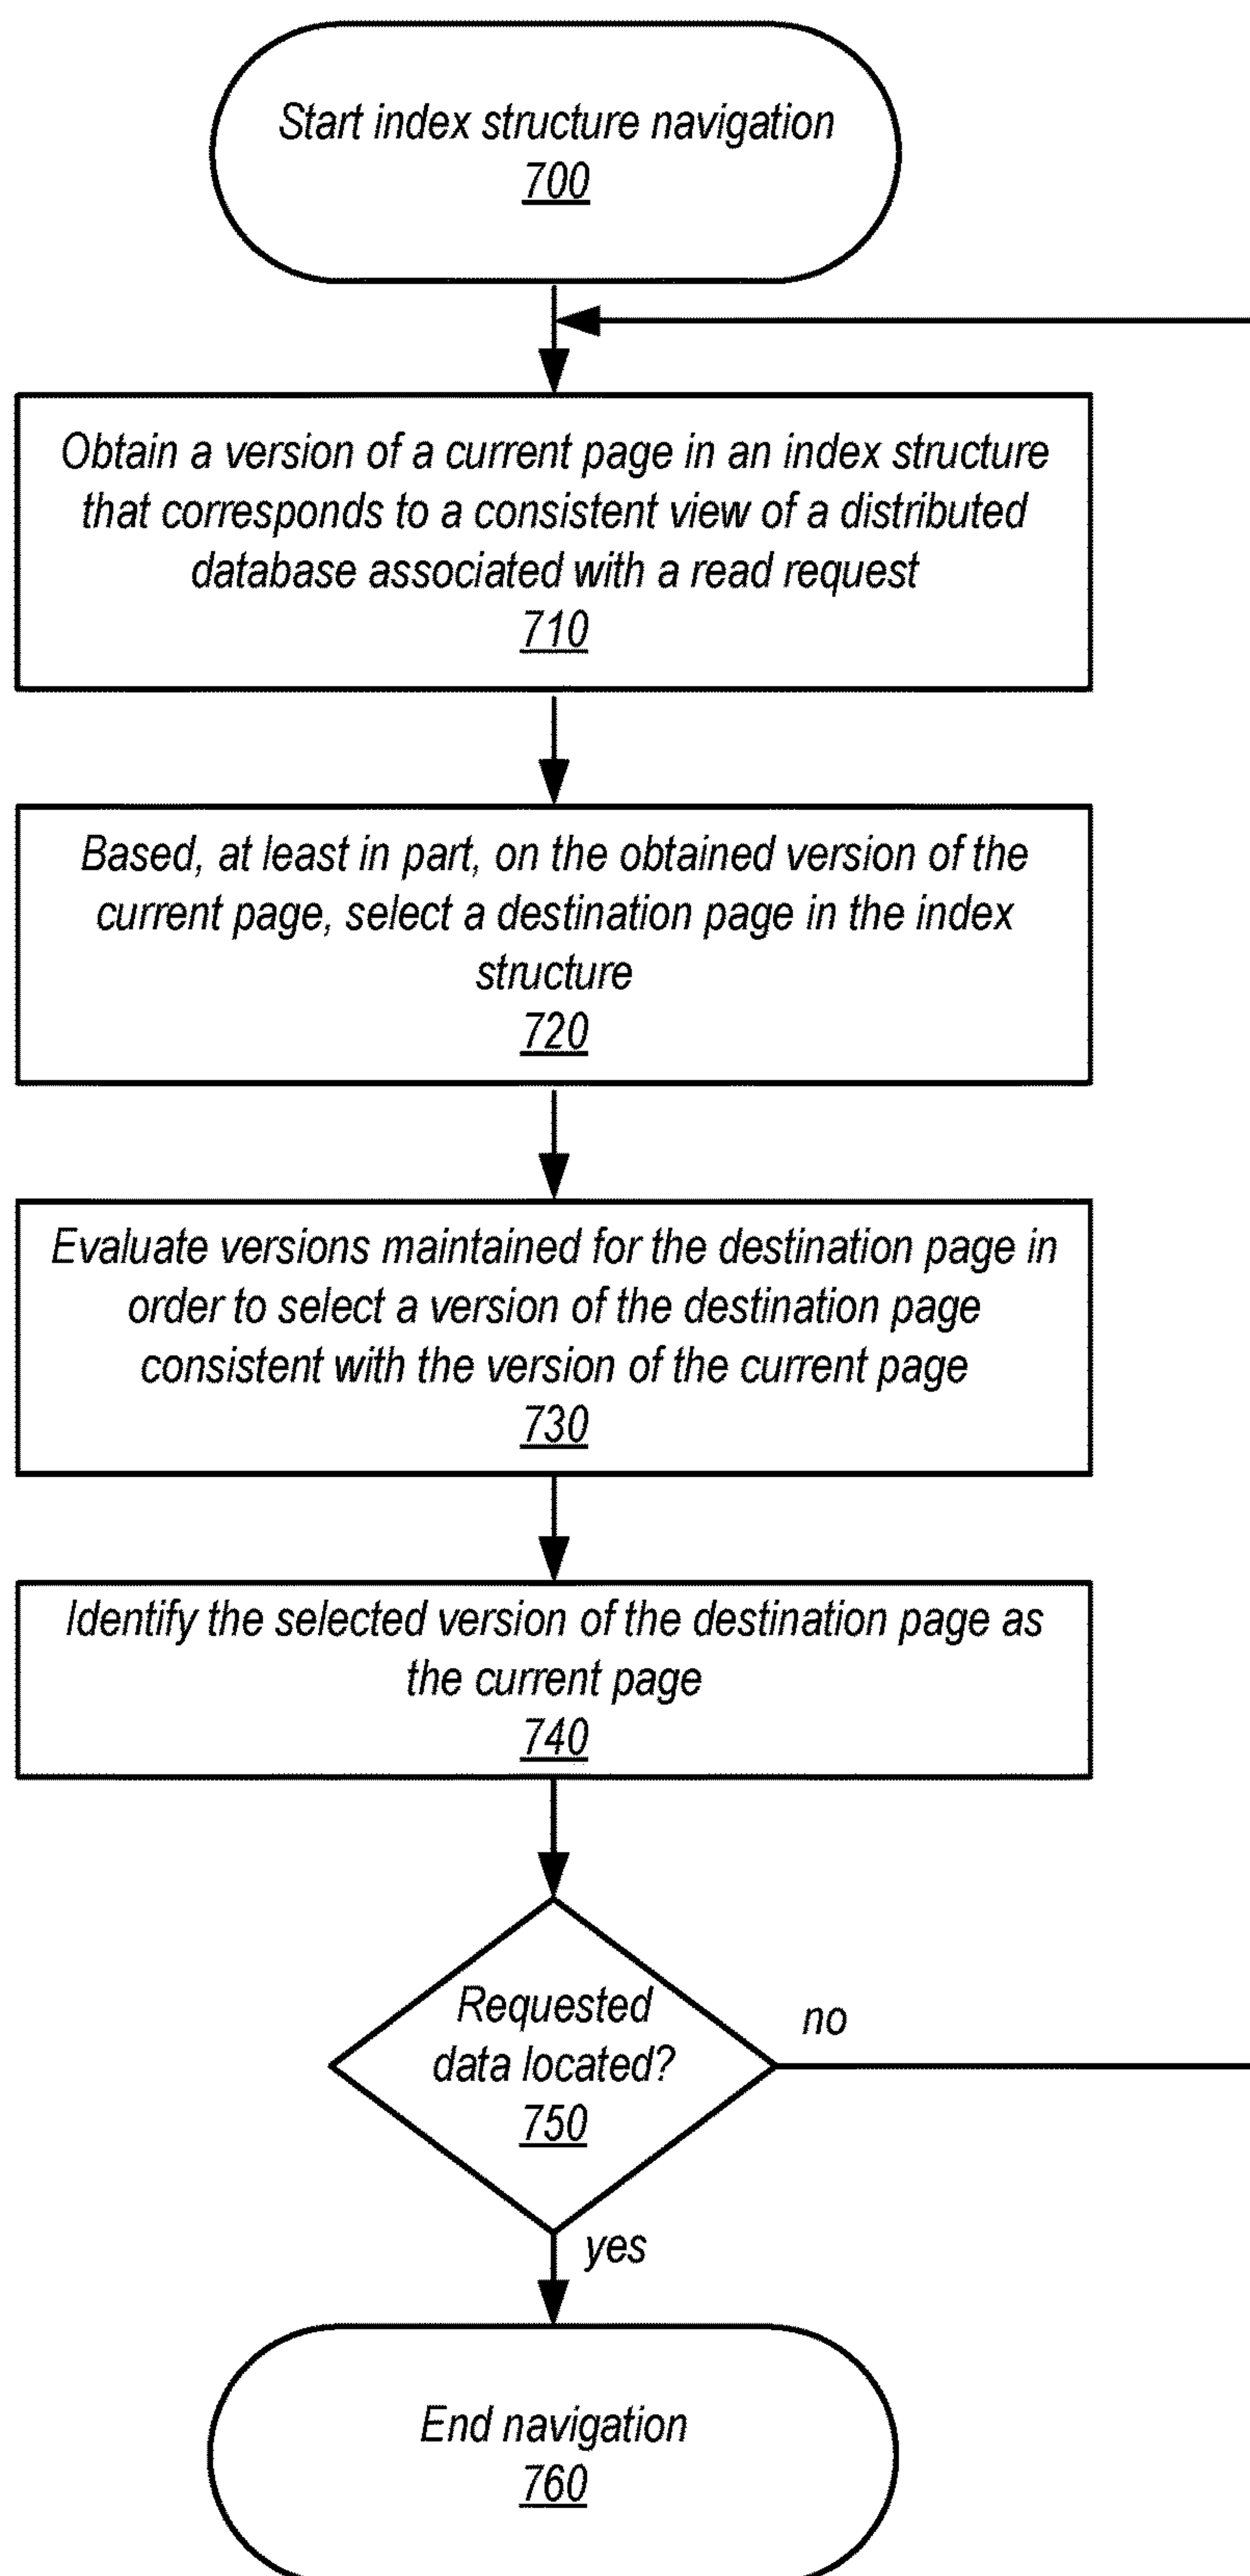 Start index structure navigation
700
Obtain a version of a current page in an index structure
that corresponds to a consistent view of a distributed
database associated with a read request
710
Based, at least in part, on the obtained version of the
current page, select a destination page in the index
structure
720
Evaluate versions maintained for the destination page in
order to select a version of the destination page
consistent with the version of the current page
730
Identify the selected version of the destination page as
the current page
740
Requested
data located?
750
no
yes
End navigation
760